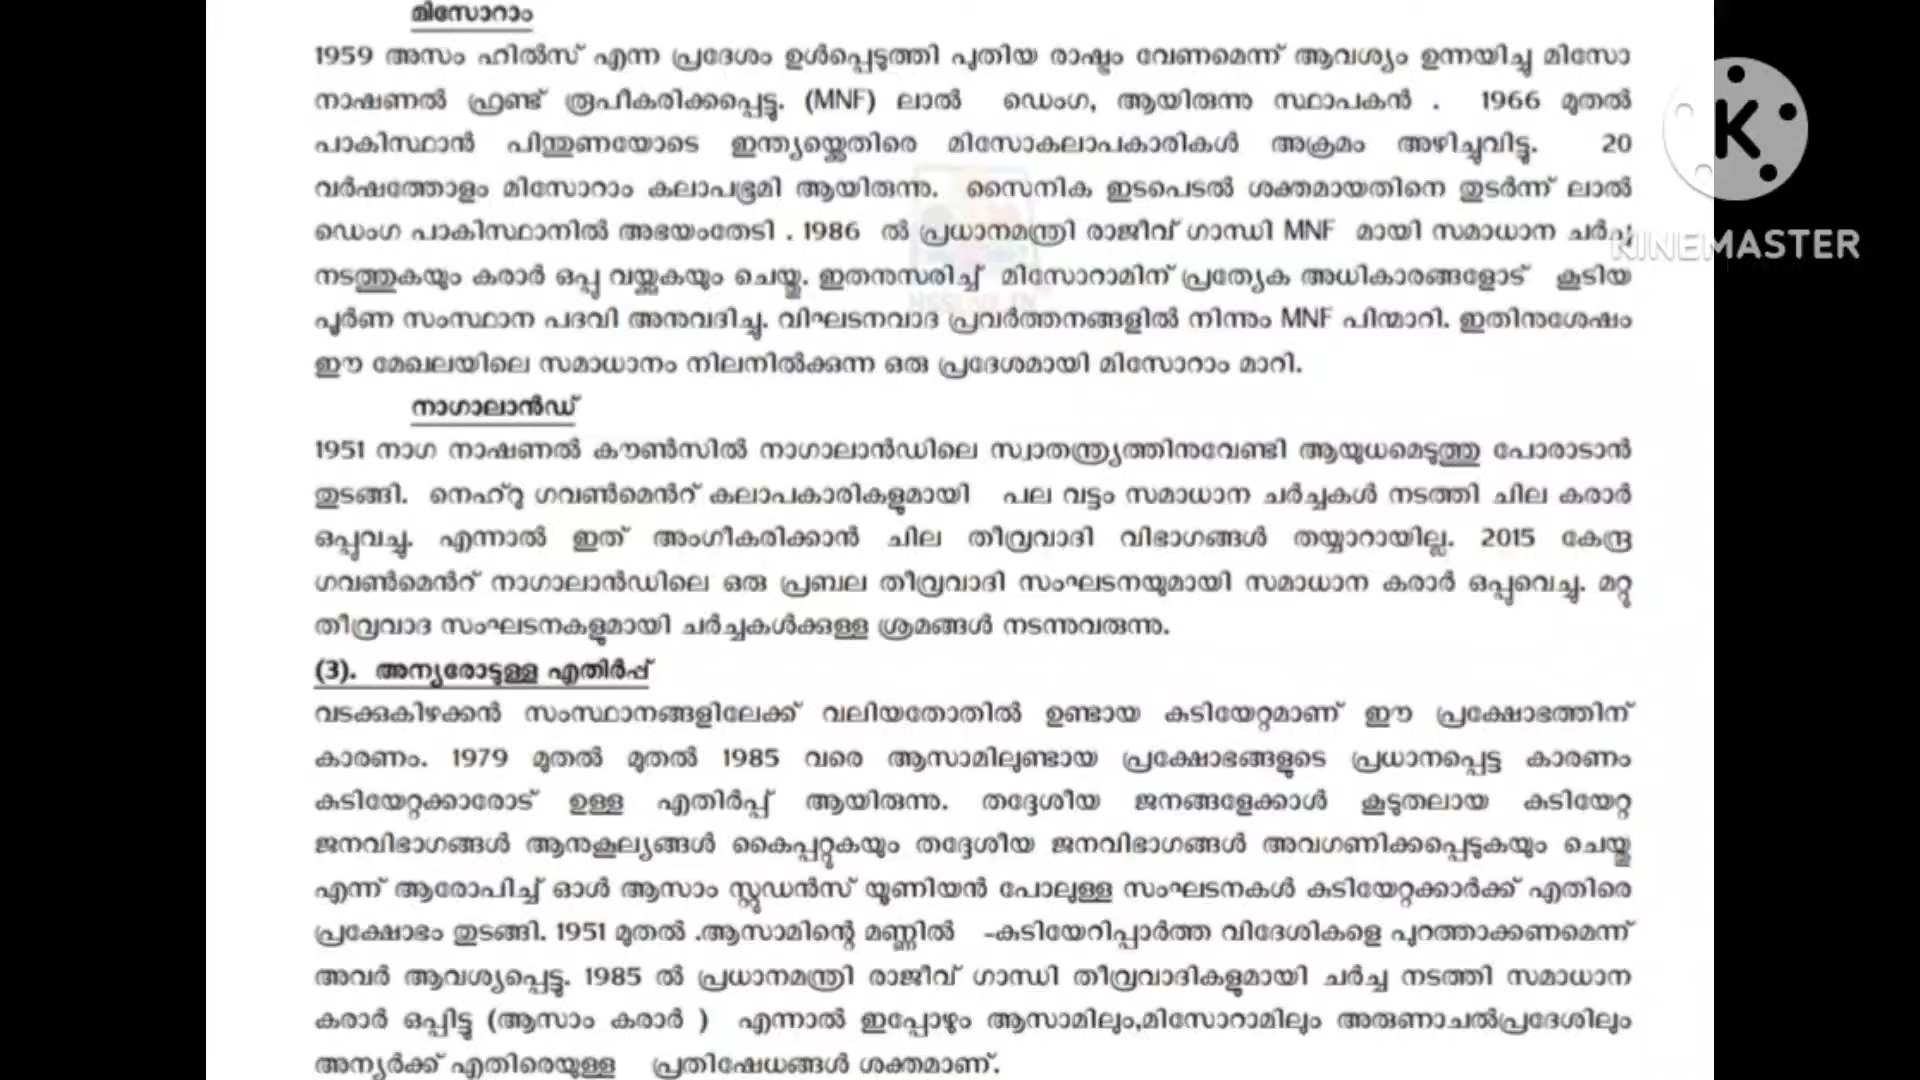 മിസോറാം
1959 അസം ഹിൽസ് എന്ന പ്രദേശം ഉൾപ്പെടുത്തി പുതിയ രാഷ്ട്രം വേണമെന്ന് ആവശ്യം ഉന്നയിച്ചു മിസോ
നാഷണൽ ഫ്രണ്ട് രൂപീകരിക്കപ്പെട്ടു. (MNF) ലാൽ ഡെംഗ, ആയിരുന്നു സ്ഥാപകൻ . 1966 മുതൽ
പാകിസ്ഥാൻ പിന്തുണയോടെ ഇന്ത്യയ്ക്കെതിരെ മിസോകലാപകാരികൾ അക്രമം അഴിച്ചുവിട്ടു. 20
വർഷത്തോളം മിസോറാം കലാപഭൂമി ആയിരുന്നു. സൈനിക ഇടപെടൽ ശക്തമായതിനെ തുടർന്ന് ലാൽ
ഡെംഗ പാകിസ്ഥാനിൽ അഭയംതേടി . 1986 ൽ പ്രധാനമന്ത്രി രാജീവ് ഗാന്ധി MNF മായി സമാധാന ചർച്ച
നടത്തുകയും കരാർ ഒപ്പു വയ്ക്കുകയും ചെയ്തു. ഇതനുസരിച്ച് മിസോറാമിന് പ്രത്യേക അധികാരങ്ങളോട് കൂടിയ
പൂർണ സംസ്ഥാന പദവി അനുവദിച്ചു. വിഘടനവാദ പ്രവർത്തനങ്ങളിൽ നിന്നും MNF പിന്മാറി. ഇതിനുശേഷം
ഈ മേഖലയിലെ സമാധാനം നിലനിൽക്കുന്ന ഒരു പ്രദേശമായി മിസോറാം മാറി.
നാഗാലാൻഡ്
1951 നാഗ നാഷണൽ കൗൺസിൽ നാഗാലാൻഡിലെ സ്വാതന്ത്ര്യത്തിനുവേണ്ടി ആയുധമെടുത്തു പോരാടാൻ
തുടങ്ങി. നെഹ്റു ഗവൺമെൻറ് കലാപകാരികളുമായി പല വട്ടം സമാധാന ചർച്ചകൾ നടത്തി ചില കരാർ
ഒപ്പുവച്ചു. എന്നാൽ ഇത് അംഗീകരിക്കാൻ ചില തീവ്രവാദി വിഭാഗങ്ങൾ തയ്യാറായില്ല. 2015 കേന്ദ്ര
ഗവൺമെൻറ് നാഗാലാൻഡിലെ ഒരു പ്രബല തീവ്രവാദി സംഘടനയുമായി സമാധാന കരാർ ഒപ്പുവെച്ചു. മറ്റു
തീവ്രവാദ സംഘടനകളുമായി ചർച്ചകൾക്കുള്ള ശ്രമങ്ങൾ നടന്നുവരുന്നു.
(3). അന്യരോടുള്ള എതിർപ്പ്
വടക്കുകിഴക്കൻ സംസ്ഥാനങ്ങളിലേക്ക് വലിയതോതിൽ ഉണ്ടായ കുടിയേറ്റമാണ് ഈ പ്രക്ഷോഭത്തിന്
കാരണം. 1979 മുതൽ മുതൽ 1985 വരെ ആസാമിലുണ്ടായ പ്രക്ഷോഭങ്ങളുടെ പ്രധാനപ്പെട്ട കാരണം
കുടിയേറ്റക്കാരോട് ഉള്ള എതിർപ്പ് ആയിരുന്നു. തദ്ദേശീയ ജനങ്ങളേക്കാൾ കൂടുതലായ കുടിയേറ്റ
ജനവിഭാഗങ്ങൾ ആനുകൂല്യങ്ങൾ കൈപ്പറ്റുകയും തദ്ദേശീയ ജനവിഭാഗങ്ങൾ അവഗണിക്കപ്പെടുകയും ചെയ്തു
എന്ന് ആരോപിച്ച് ഓൾ ആസാം സ്റ്റുഡൻസ് യൂണിയൻ പോലുള്ള സംഘടനകൾ കുടിയേറ്റക്കാർക്ക് എതിരെ
പ്രക്ഷോഭം തുടങ്ങി. 1951 മുതൽ .ആസാമിന്റെ മണ്ണിൽ -കുടിയേറിപ്പാർത്ത വിദേശികളെ പുറത്താക്കണമെന്ന്
അവർ ആവശ്യപ്പെട്ടു. 1985 ൽ പ്രധാനമന്ത്രി രാജീവ് ഗാന്ധി തീവ്രവാദികളുമായി ചർച്ച നടത്തി സമാധാന
കരാർ ഒപ്പിട്ടു (ആസാം കരാർ ) എന്നാൽ ഇപ്പോഴും ആസാമിലും,മിസോറാമിലും അരുണാചൽപ്രദേശിലും
അന്യർക്ക് എതിരെയുള്ള പ്രതിഷേധങ്ങൾ ശക്തമാണ്.
K
KINEMASTER